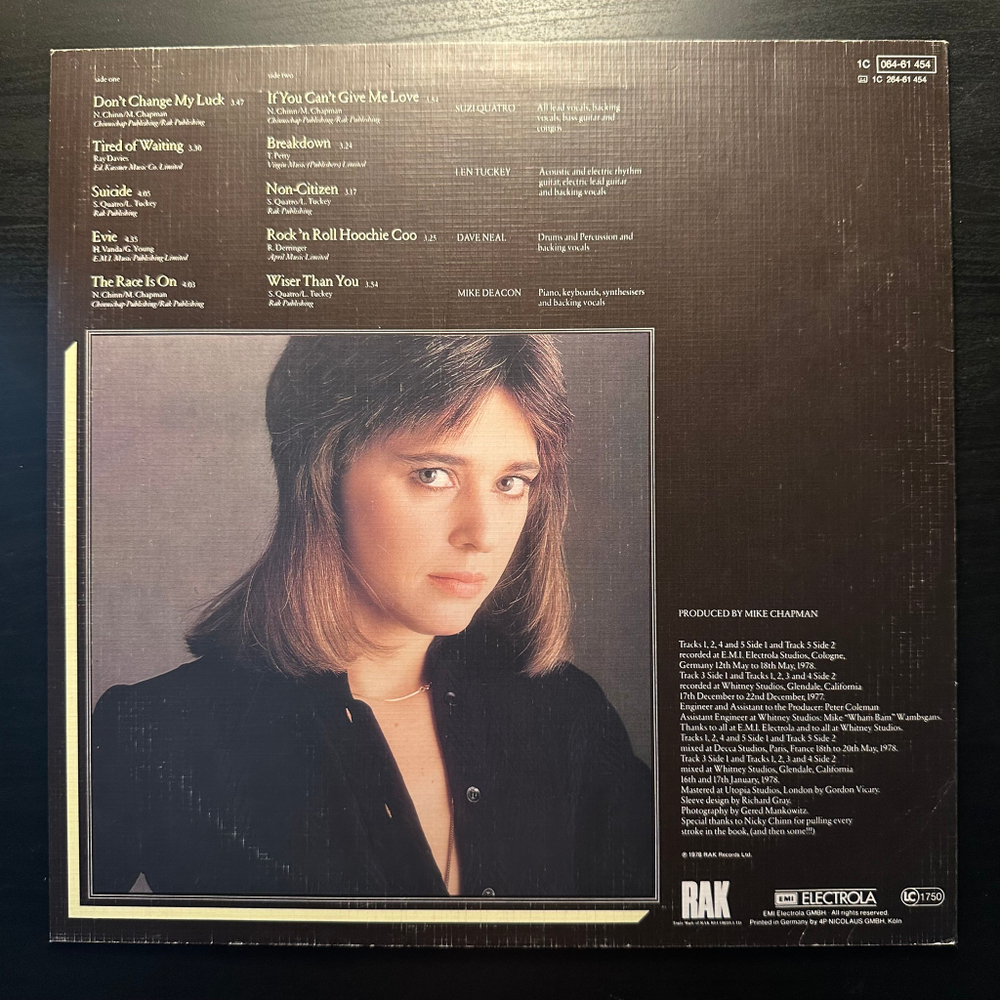 side one
Don't Change My Luck 3.47
N. Chinn/M. Chapman
Chinnichap Publishing/Rak Publishing
Tired of Waiting 3.30
Ray Davies
Ed. Kassner Music Co. Limited
Suicide 4.05
S. Quatro/L. Tuckey
Rak Publishing
Evie 4.35
H. Vanda/G. Young
E.M.I. Music Publishing Limited
The Race Is On 4.03
N. Chinn/M. Chapman
Chinnichap Publishing/Rak Publishing
side two
If You Can't Give Me Love
N. Chinn/M. Chapman
Chinnichap Publishing/Rak Publishing
Breakdown 3.24
T. Petty
Virgin Music (Publishers) Limited
Non-Citizen 3.17
S. Quatro/L. Tuckey
Rak Publishing
Rock 'n Roll Hoochie Coo 3.25
R. Derringer
April Music Limited
Wiser Than You 3.54
S. Quatro/L. Tuckey
Rak Publishing
SUZI QUATRO
All lead vocals, backing
vocals, bass guitar and
congas
LEN TUCKEY
Acoustic and electric rhythm
guitar, electric lead guitar
and backing vocals
DAVE NEAL
Drums and Percussion and
backing vocals
MIKE DEACON
Piano, keyboards, synthesisers
and backing vocals
1C 064-61 454
1C 264-61 454
PRODUCED BY MIKE CHAPMAN
Tracks 1, 2, 4 and 5 Side 1 and Track 5 Side 2
recorded at E.M.I. Electrola Studios, Cologne,
Germany 12th May to 18th May, 1978.
Track 3 Side 1 and Tracks 1, 2, 3 and 4 Side 2
recorded at Whitney Studios, Glendale, California
17th December to 22nd December, 1977.
Engineer and Assistant to the Producer: Peter Coleman
Assistant Engineer at Whitney Studios: Mike "Wham Bam" Wambsgans.
Thanks to all at E.M.I. Electrola and to all at Whitney Studios.
Tracks 1, 2, 4 and 5 Side 1 and Track 5 Side 2
mixed at Decca Studios, Paris, France 18th to 20th May, 1978.
Track 3 Side 1 and Tracks 1, 2, 3 and 4 Side 2
mixed at Whitney Studios, Glendale, California
16th and 17th January, 1978.
Mastered at Utopia Studios, London by Gordon Vicary.
Sleeve design by Richard Gray.
Photography by Gered Mankowitz.
Special thanks to Nicky Chinn for pulling every
stroke in the book, (and then some!!!)
℗ 1978 RAK Records Ltd.
RAK
Trade Mark of RAK RECORDS LTD
EMI ELECTROLA
LC 1750
EMI Electrola GMBH · All rights reserved.
Printed in Germany by 4P NICOLAUS GMBH, Köln